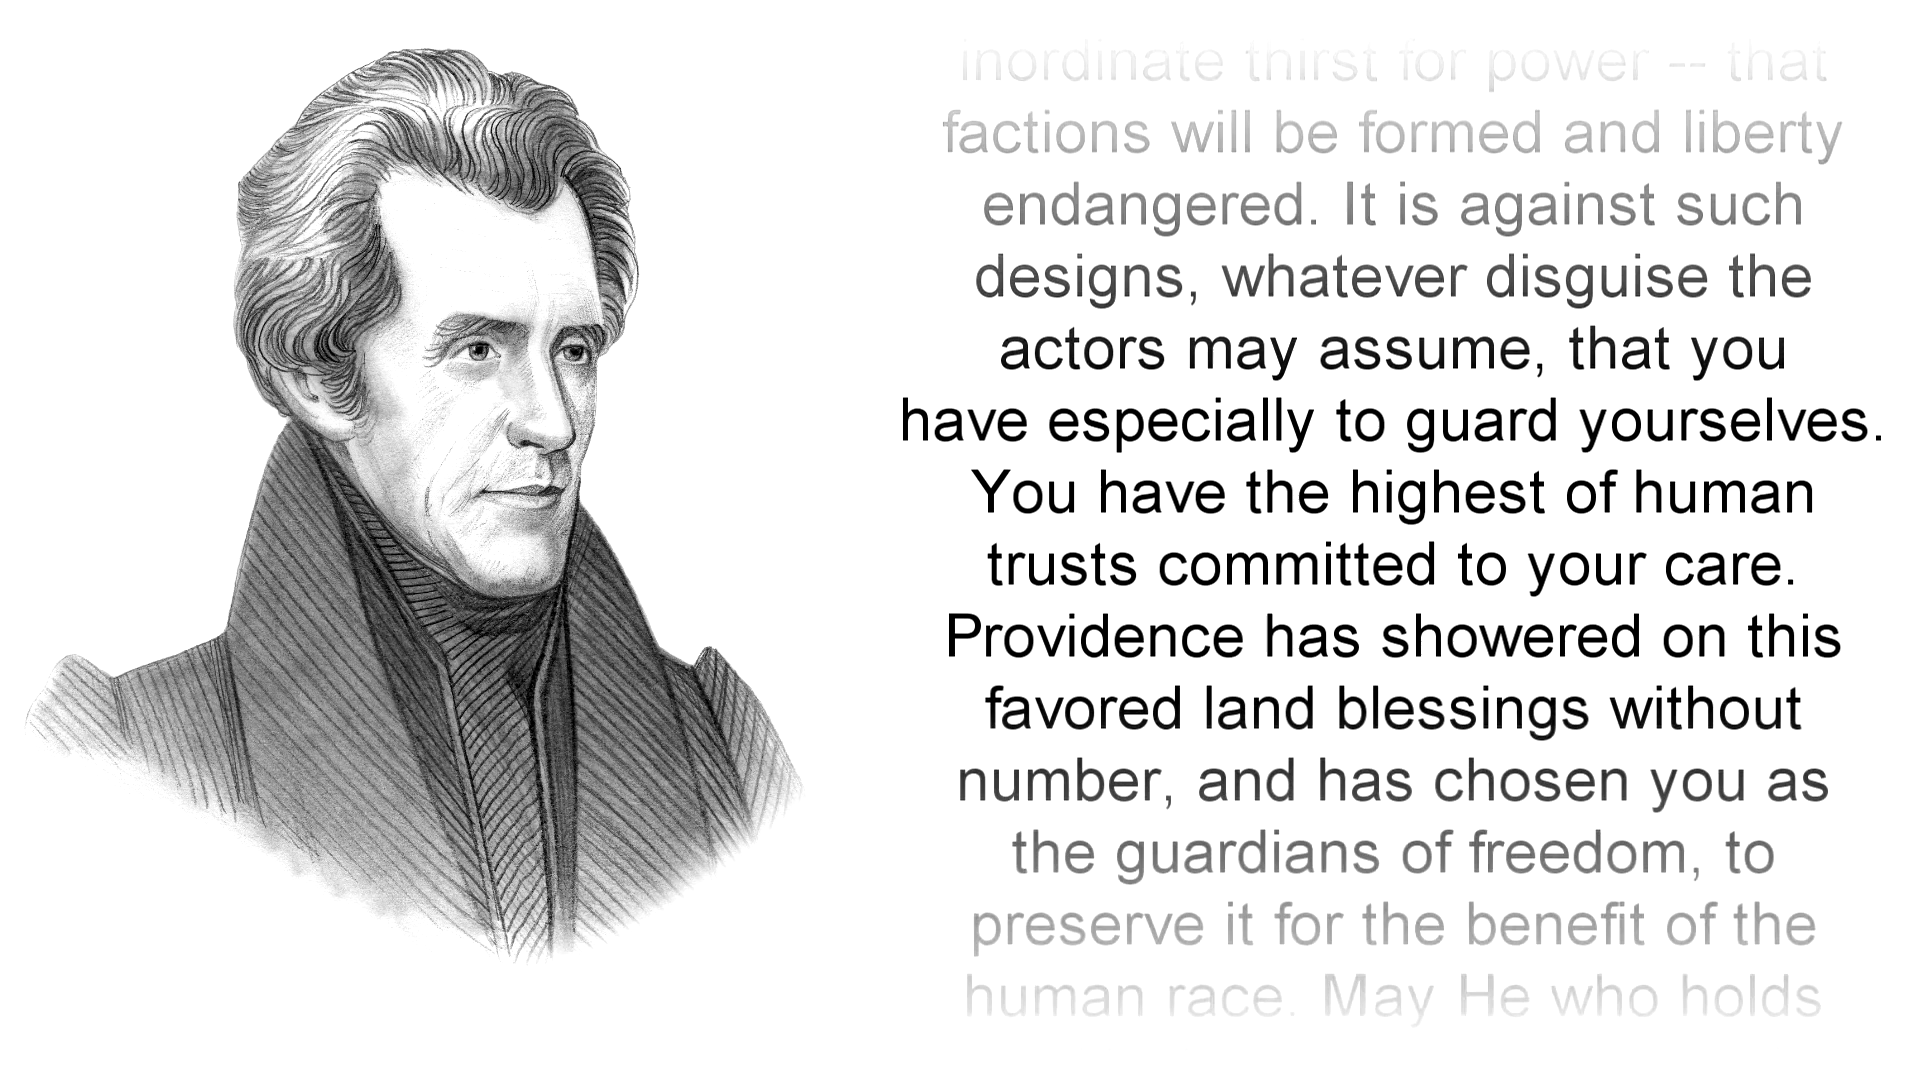 inordinate thirst for power -- that
factions will be formed and liberty
endangered. It is against such
designs, whatever disguise the
actors may assume, that you
have especially to guard yourselves.
You have the highest of human
trusts committed to your care.
Providence has showered on this
favored land blessings without
number, and has chosen you as
the guardians of freedom, to
preserve it for the benefit of the
human race. May He who holds